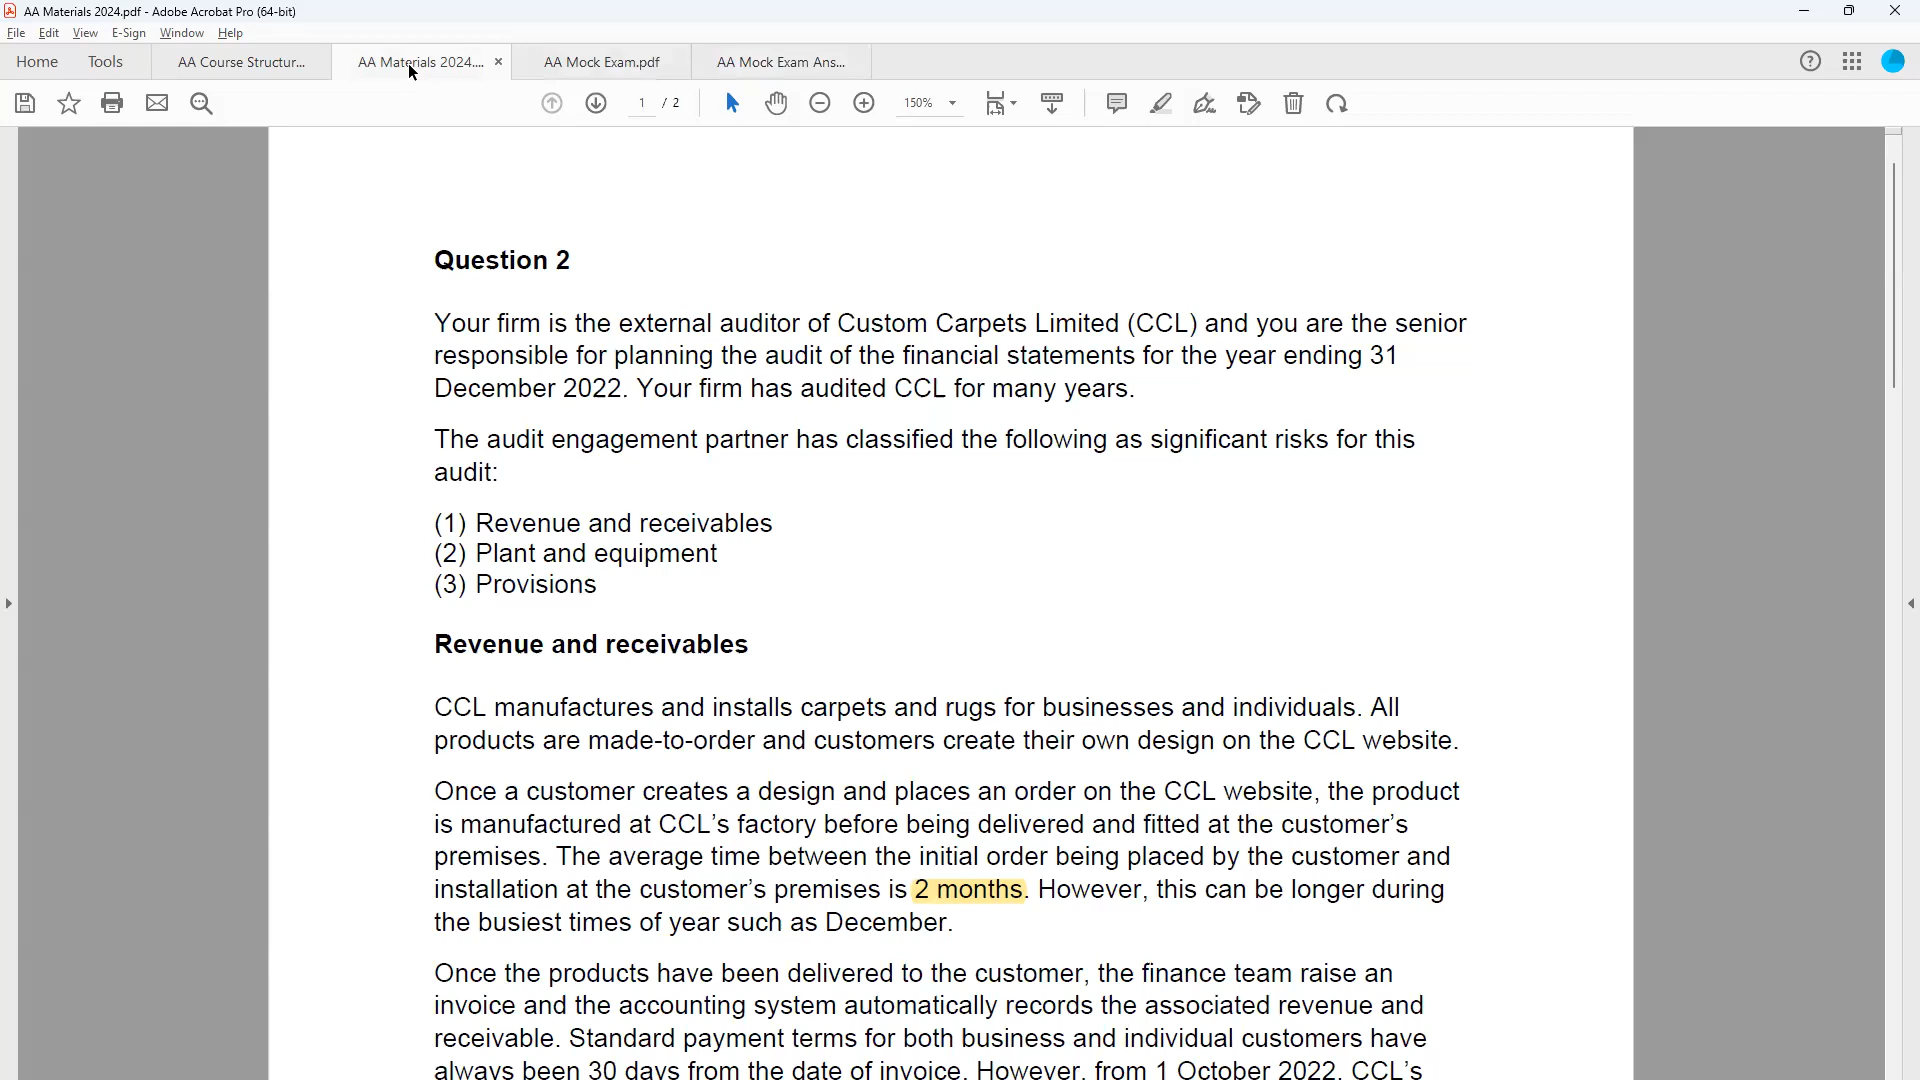 AA Materials 2024.pdf - Adobe Acrobat Pro (64-bit)
File Edit View E-Sign Window Help
Home Tools AA Course Structur... AA Materials 2024.... × AA Mock Exam.pdf AA Mock Exam Ans...
1 / 2 150%
Question 2
Your firm is the external auditor of Custom Carpets Limited (CCL) and you are the senior
responsible for planning the audit of the financial statements for the year ending 31
December 2022. Your firm has audited CCL for many years.
The audit engagement partner has classified the following as significant risks for this
audit:
(1) Revenue and receivables
(2) Plant and equipment
(3) Provisions
Revenue and receivables
CCL manufactures and installs carpets and rugs for businesses and individuals. All
products are made-to-order and customers create their own design on the CCL website.
Once a customer creates a design and places an order on the CCL website, the product
is manufactured at CCL’s factory before being delivered and fitted at the customer’s
premises. The average time between the initial order being placed by the customer and
installation at the customer’s premises is 2 months. However, this can be longer during
the busiest times of year such as December.
Once the products have been delivered to the customer, the finance team raise an
invoice and the accounting system automatically records the associated revenue and
receivable. Standard payment terms for both business and individual customers have
always been 30 days from the date of invoice. However, from 1 October 2022, CCL’s